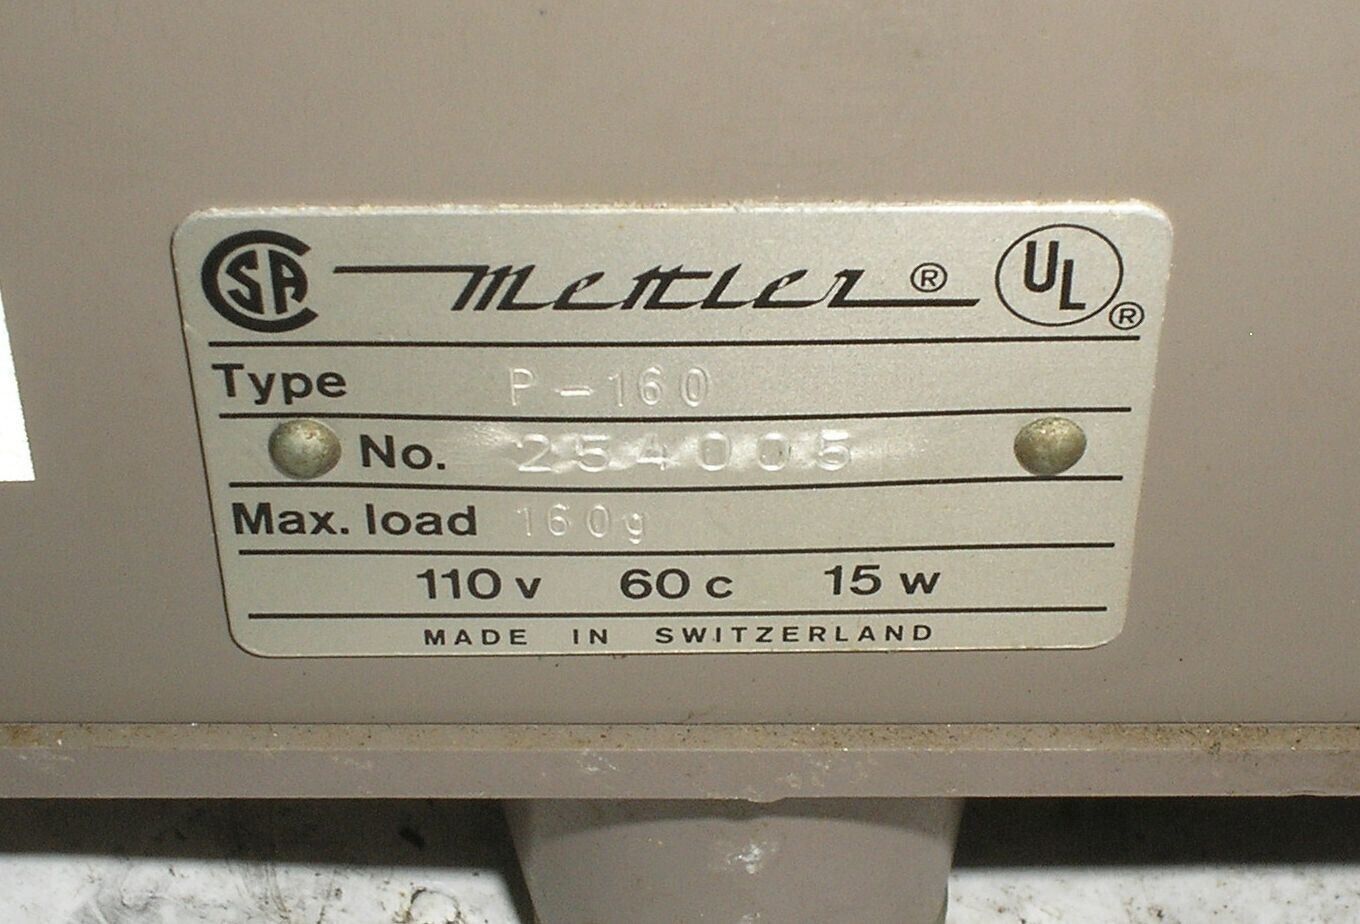 CSA Mettler ® UL ®
Type P-160
No. 254005
Max. load 160g
110 v 60 c 15 w
MADE IN SWITZERLAND